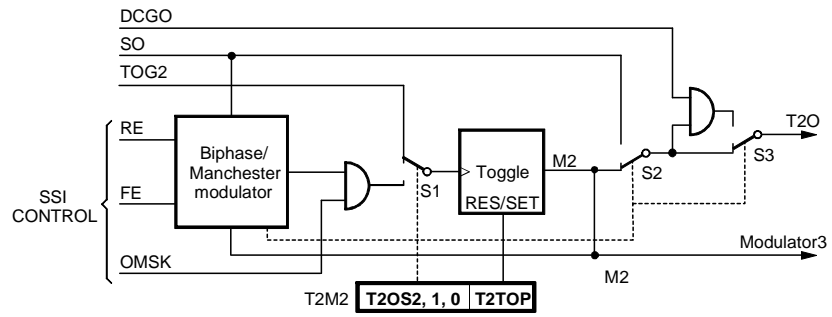 DCGO
SO
TOG2
RE
Biphase/
Manchester
modulator
SSI
CONTROL
FE
OMSK
S1
Toggle
RES/SET
M2
S2
S3
T2O
Modulator3
M2
T2M2
T2OS2, 1, 0
T2TOP